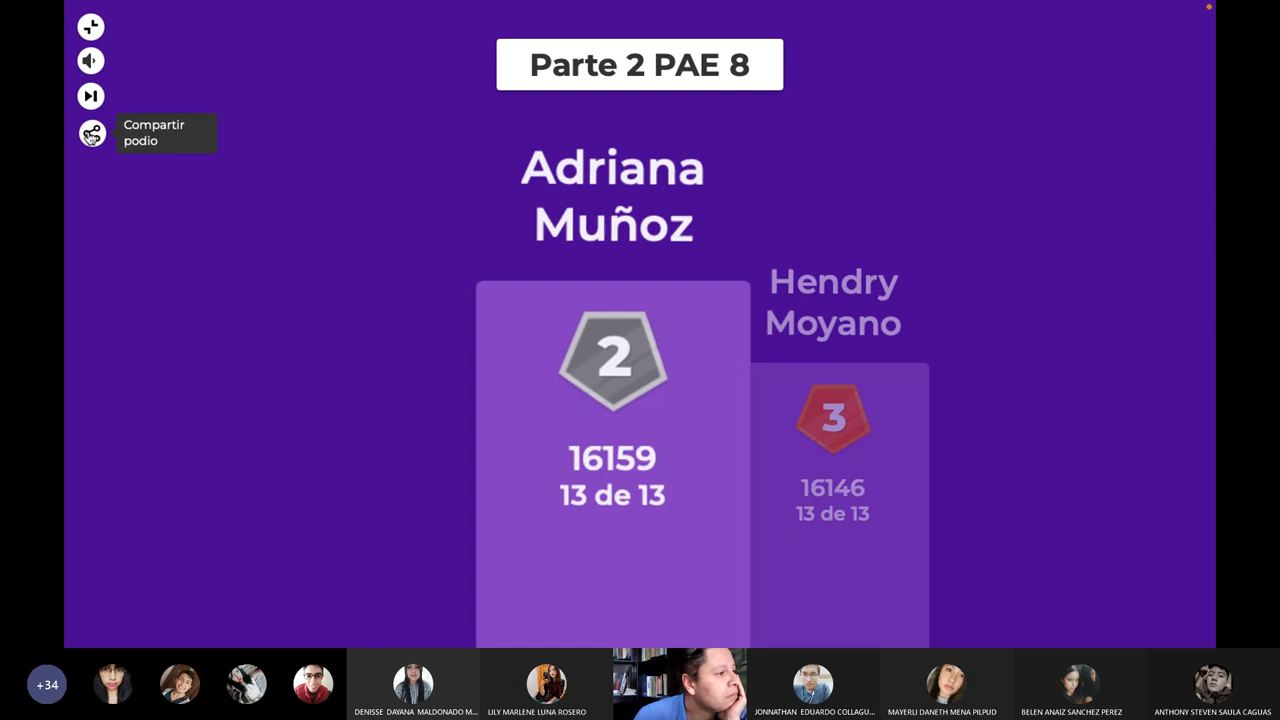 Parte 2 PAE 8
Compartir
podio
Adriana
Muñoz
2
16159
13 de 13
Hendry
Moyano
3
16146
13 de 13
+34
DENISSE DAYANA MALDONADO M...
LILY MARLENE LUNA ROSERO
JONNATHAN EDUARDO COLLAGU...
MAYERLI DANETH MENA PILPUD
BELEN ANAIZ SANCHEZ PEREZ
ANTHONY STEVEN SAULA CAGUAS